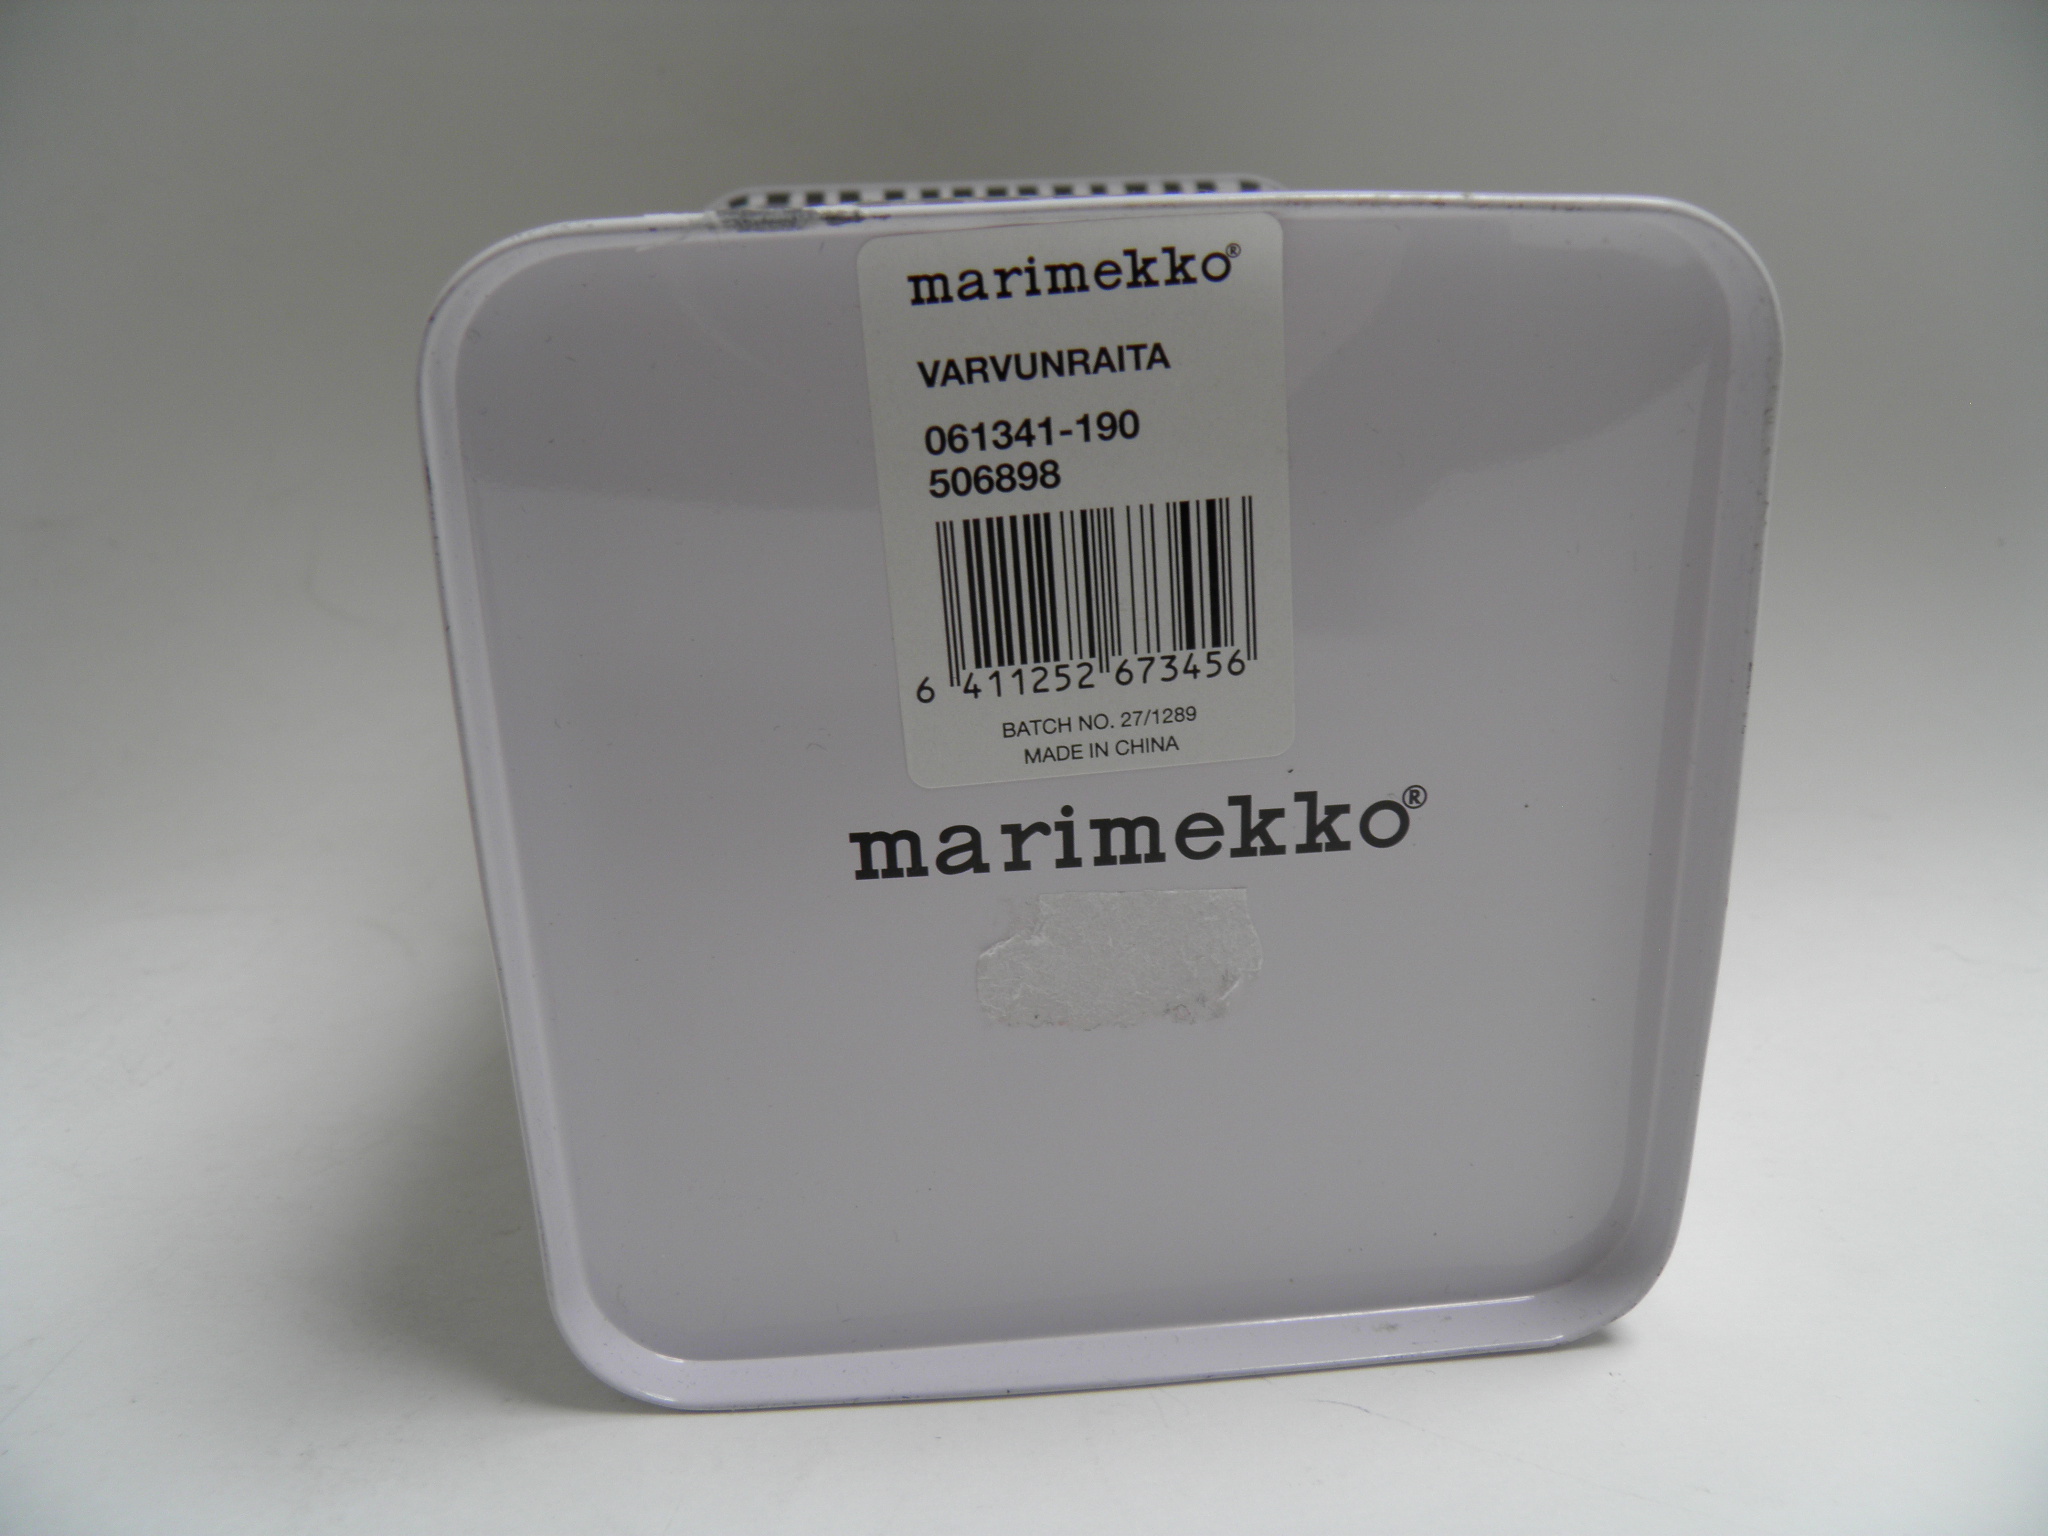 marimekko®
VARVUNRAITA
061341-190
506898
6 411252 673456
BATCH NO. 27/1289
MADE IN CHINA
marimekko®